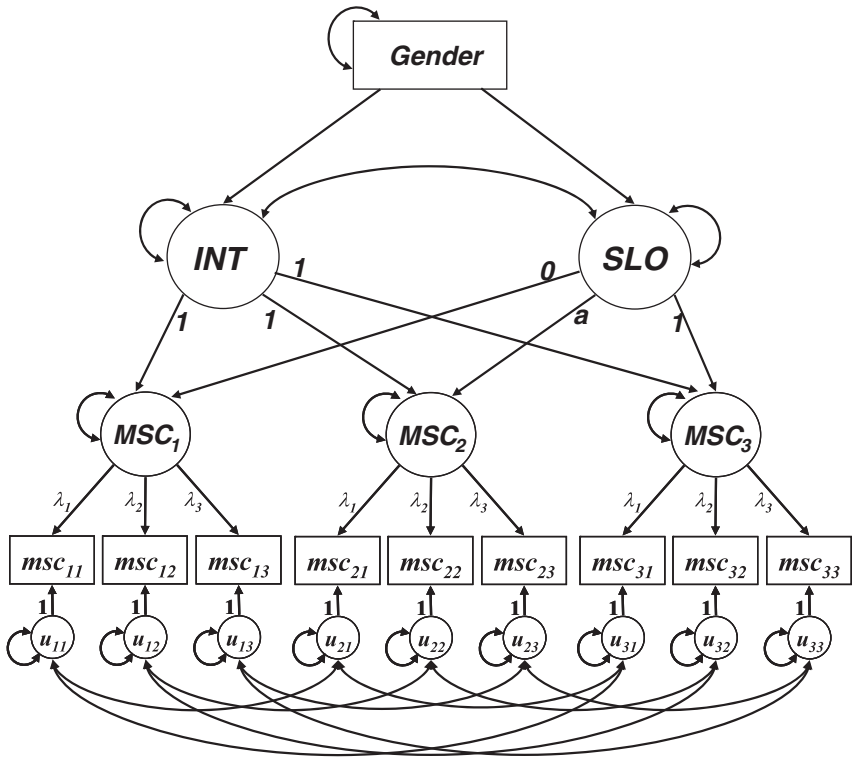 Gender
INT
SLO
1
0
1
1
a
1
MSC₁
MSC₂
MSC₃
λ₁ λ₂ λ₃ λ₁ λ₂ λ₃ λ₁ λ₂ λ₃
msc₁₁ msc₁₂ msc₁₃ msc₂₁ msc₂₂ msc₂₃ msc₃₁ msc₃₂ msc₃₃
1 1 1 1 1 1 1 1 1
u₁₁ u₁₂ u₁₃ u₂₁ u₂₂ u₂₃ u₃₁ u₃₂ u₃₃